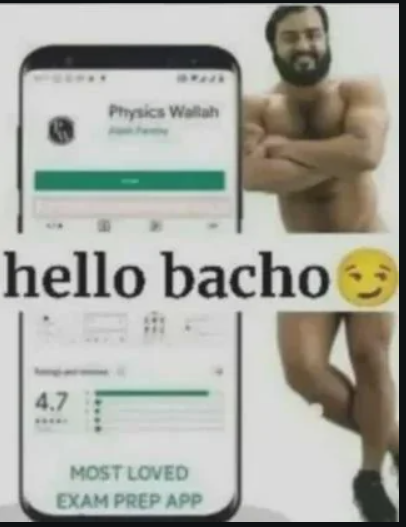 Physics Wallah
hello bacho😏
4.7
MOST LOVED
EXAM PREP APP